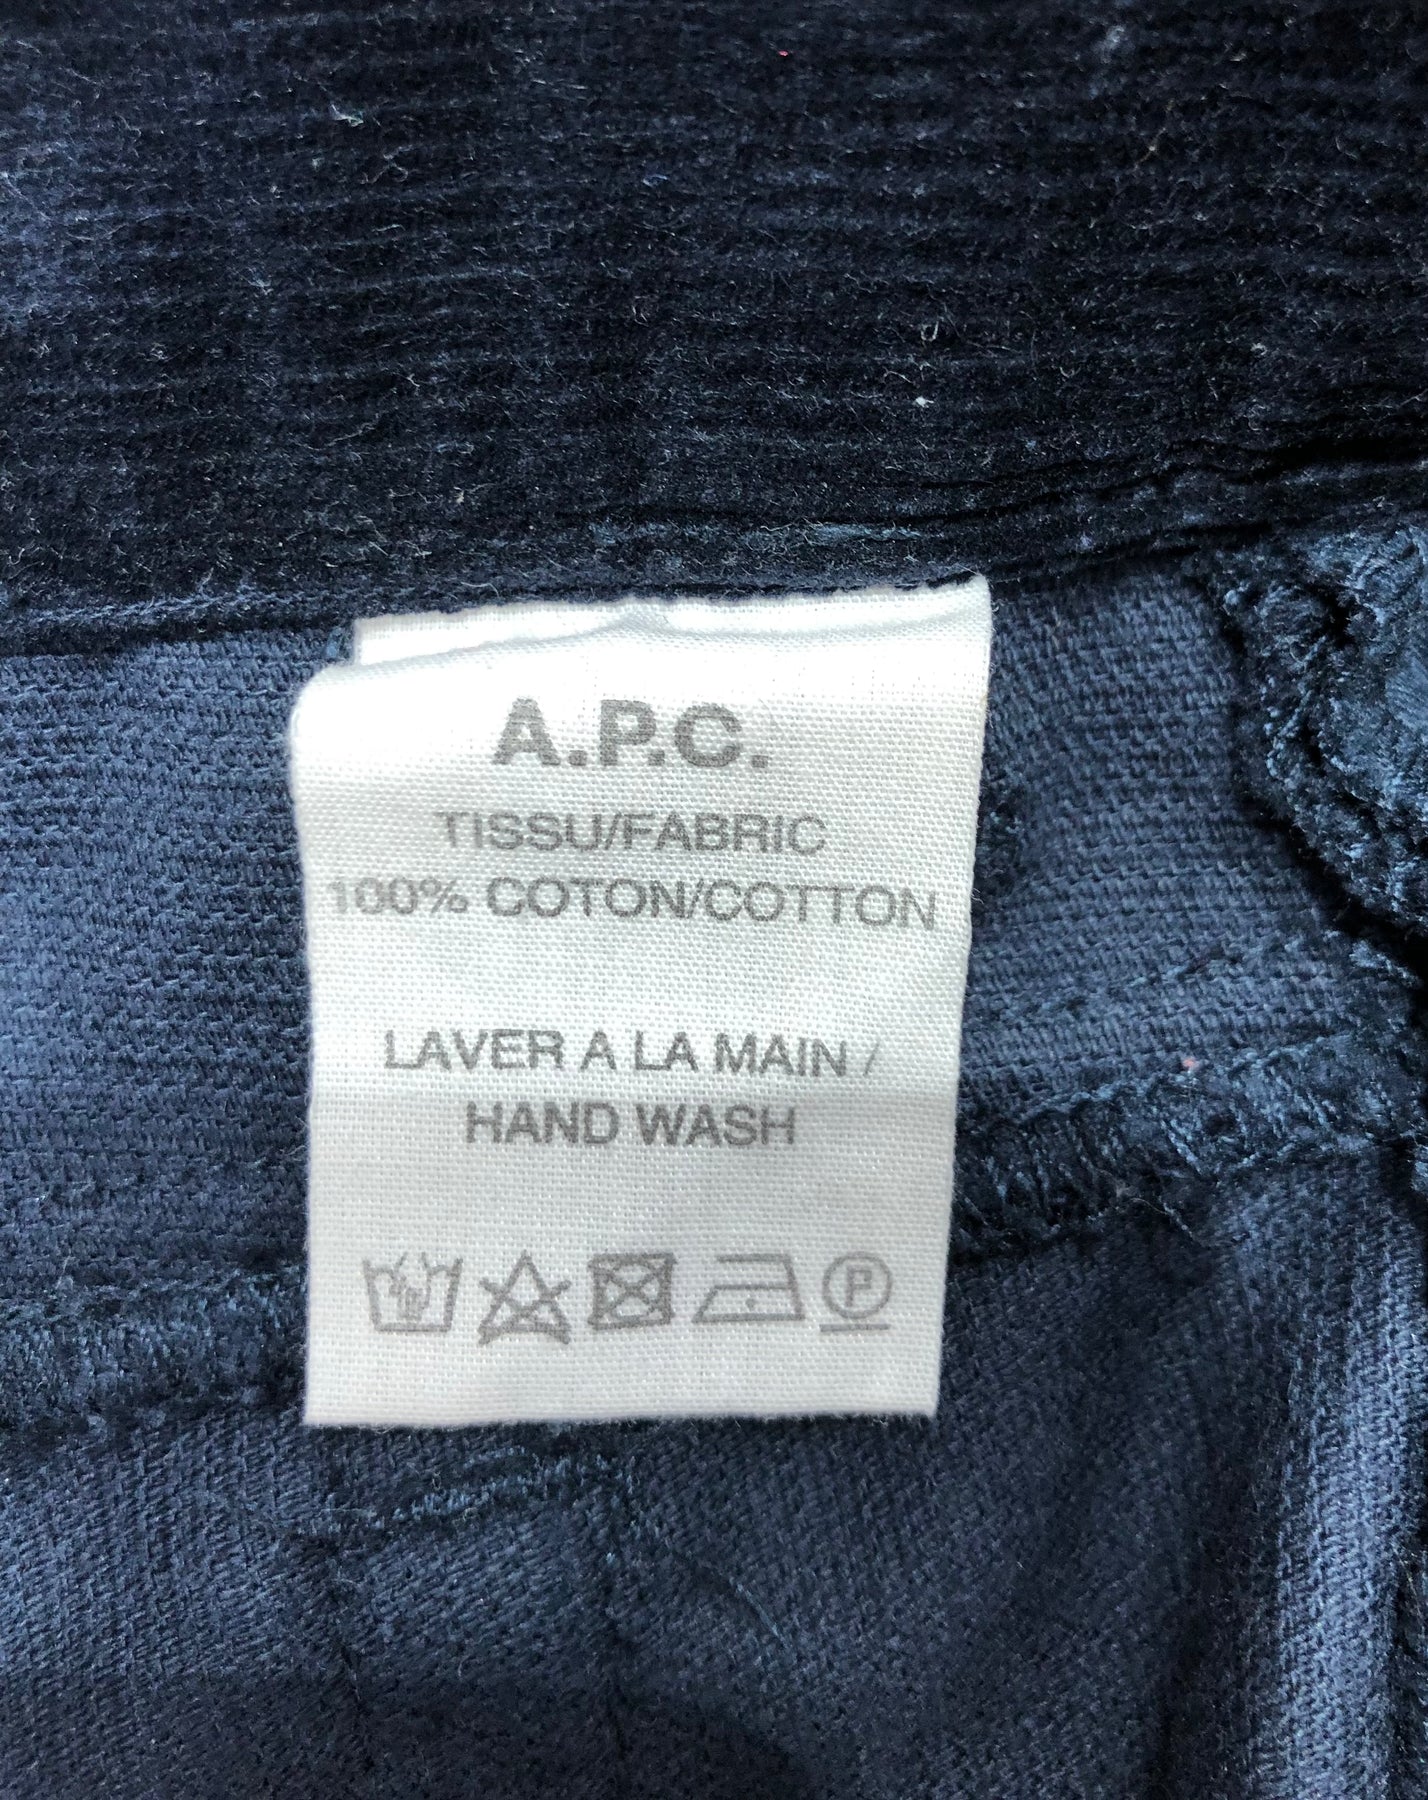 A.P.C.
TISSU/FABRIC
100% COTON/COTTON
LAVER A LA MAIN /
HAND WASH
P